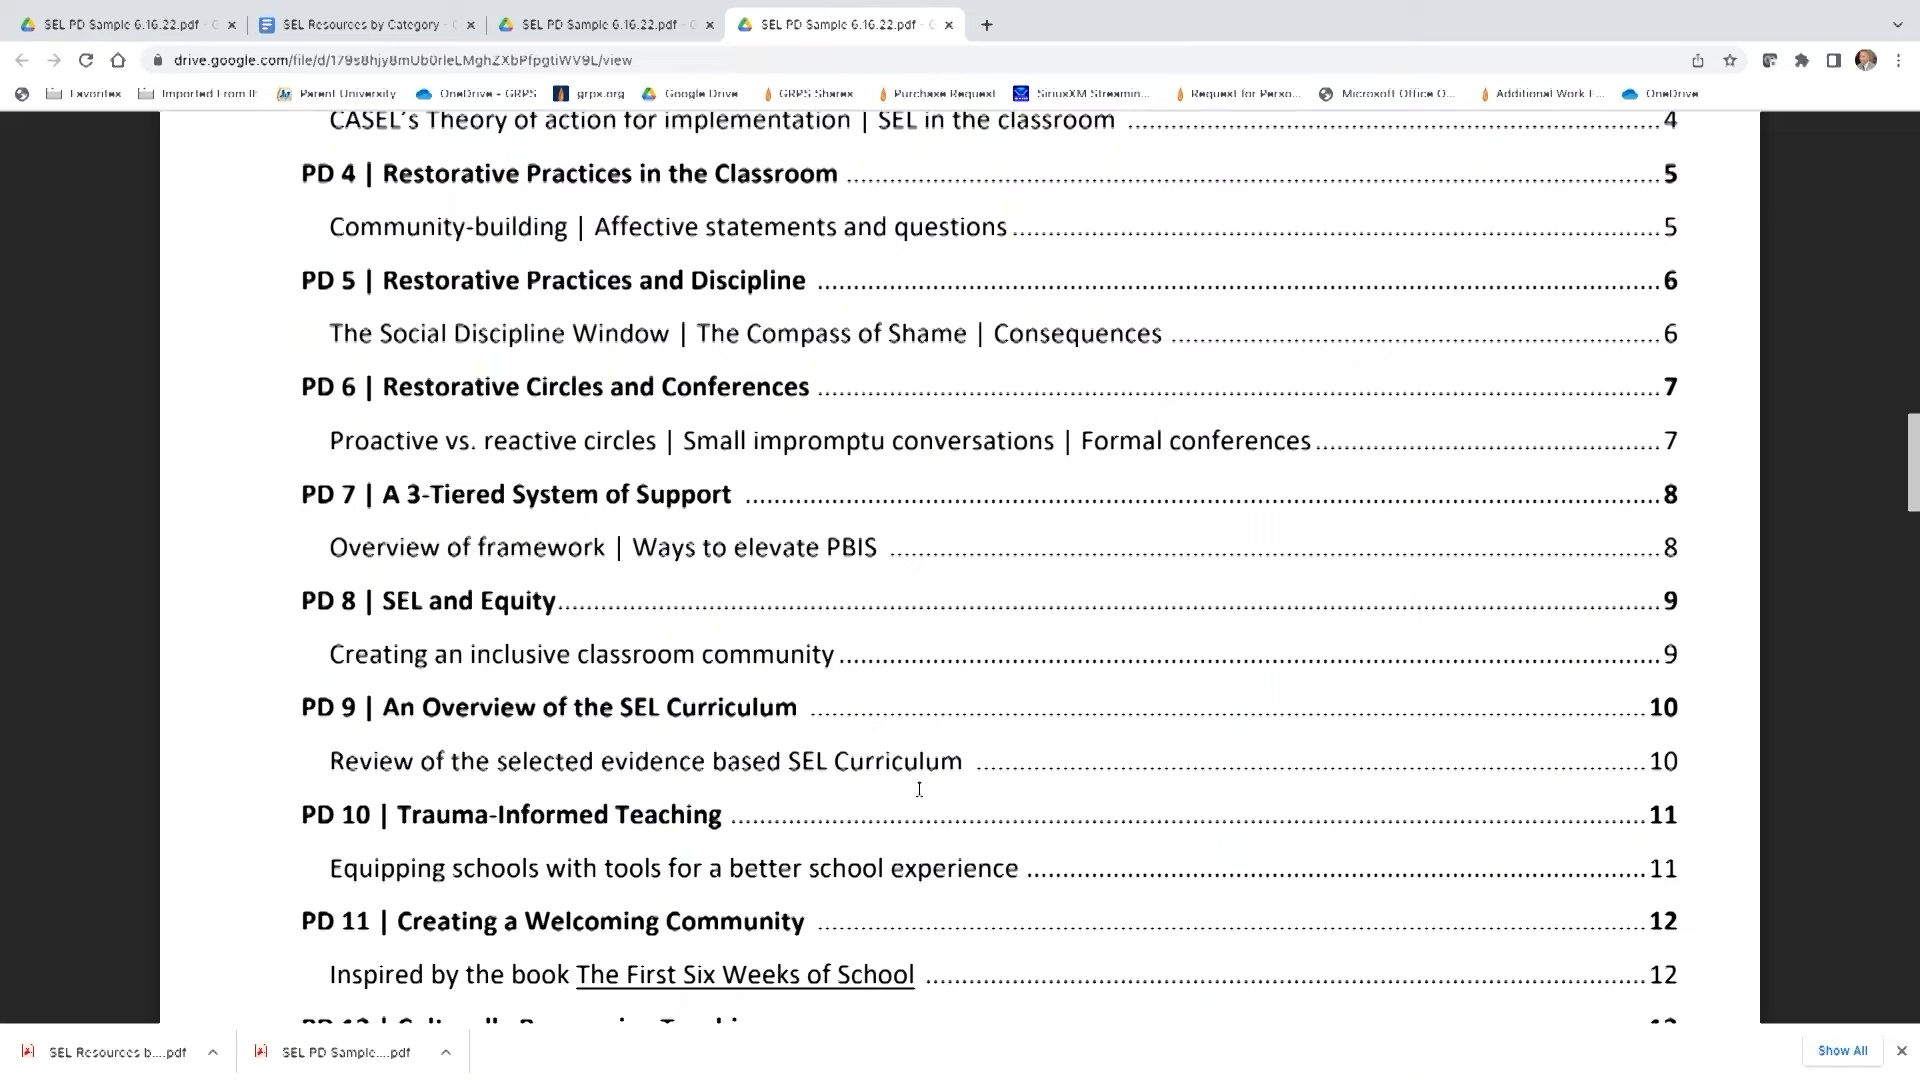 SEL PD Sample 6.16.22.pdf - G
SEL Resources by Category -
SEL PD Sample 6.16.22.pdf - G
SEL PD Sample 6.16.22.pdf - G
drive.google.com/file/d/179s8hjy8mUb0rleLMghZXbPfpgtiWV9L/view
Favorites
Imported From IE
Parent University
OneDrive - GRPS
grps.org
Google Drive
GRPS Shares
Purchase Request
SiriusXM Streamin...
Request for Perso...
Microsoft Office O...
Additional Work F...
OneDrive
CASEL's Theory of action for implementation | SEL in the classroom 4
PD 4 | Restorative Practices in the Classroom 5
Community-building | Affective statements and questions 5
PD 5 | Restorative Practices and Discipline 6
The Social Discipline Window | The Compass of Shame | Consequences 6
PD 6 | Restorative Circles and Conferences 7
Proactive vs. reactive circles | Small impromptu conversations | Formal conferences 7
PD 7 | A 3-Tiered System of Support 8
Overview of framework | Ways to elevate PBIS 8
PD 8 | SEL and Equity 9
Creating an inclusive classroom community 9
PD 9 | An Overview of the SEL Curriculum 10
Review of the selected evidence based SEL Curriculum 10
PD 10 | Trauma-Informed Teaching 11
Equipping schools with tools for a better school experience 11
PD 11 | Creating a Welcoming Community 12
Inspired by the book The First Six Weeks of School 12
SEL Resources b....pdf
SEL PD Sample....pdf
Show All